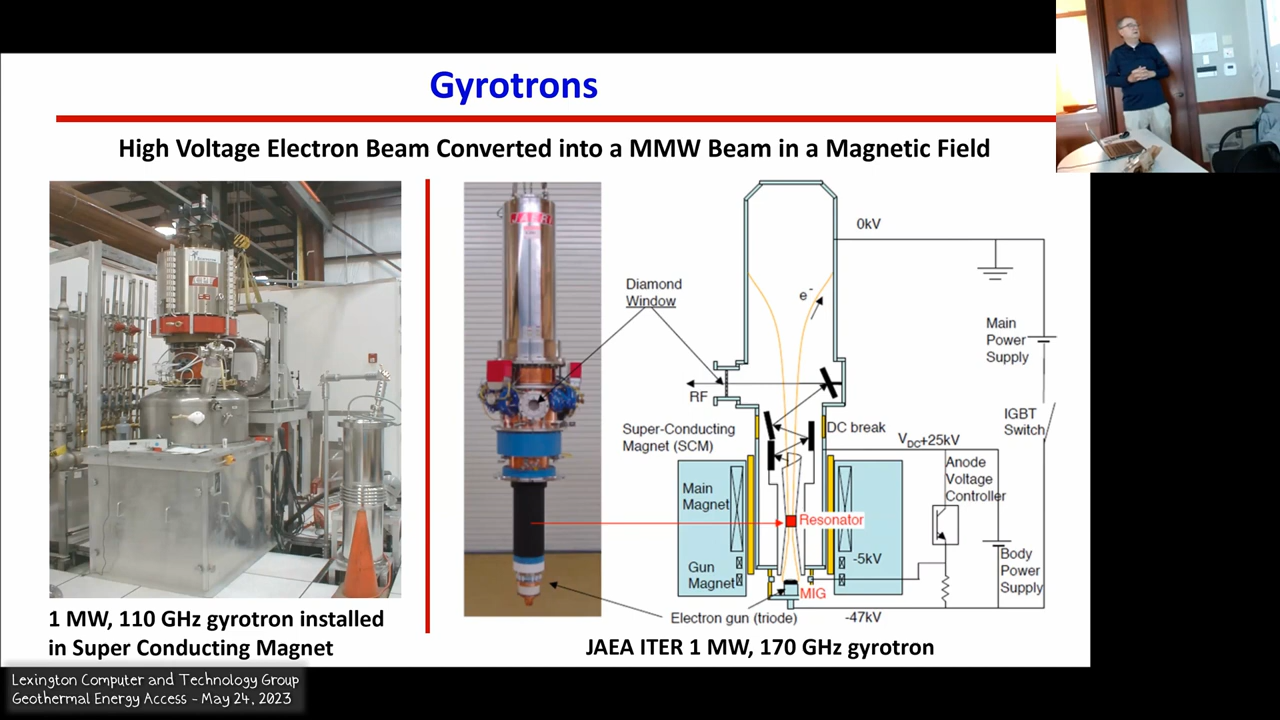 Gyrotrons
High Voltage Electron Beam Converted into a MMW Beam in a Magnetic Field
JAERI
0kV
Diamond
Window
e-
Main
Power
Supply
RF
IGBT
Switch
Super-Conducting
Magnet (SCM)
DC break
VDC+25kV
Anode
Voltage
Controller
Main
Magnet
Resonator
-5kV
Body
Power
Supply
Gun
Magnet
MIG
Electron gun (triode)
-47kV
1 MW, 110 GHz gyrotron installed
in Super Conducting Magnet
JAEA ITER 1 MW, 170 GHz gyrotron
Lexington Computer and Technology Group
Geothermal Energy Access - May 24, 2023